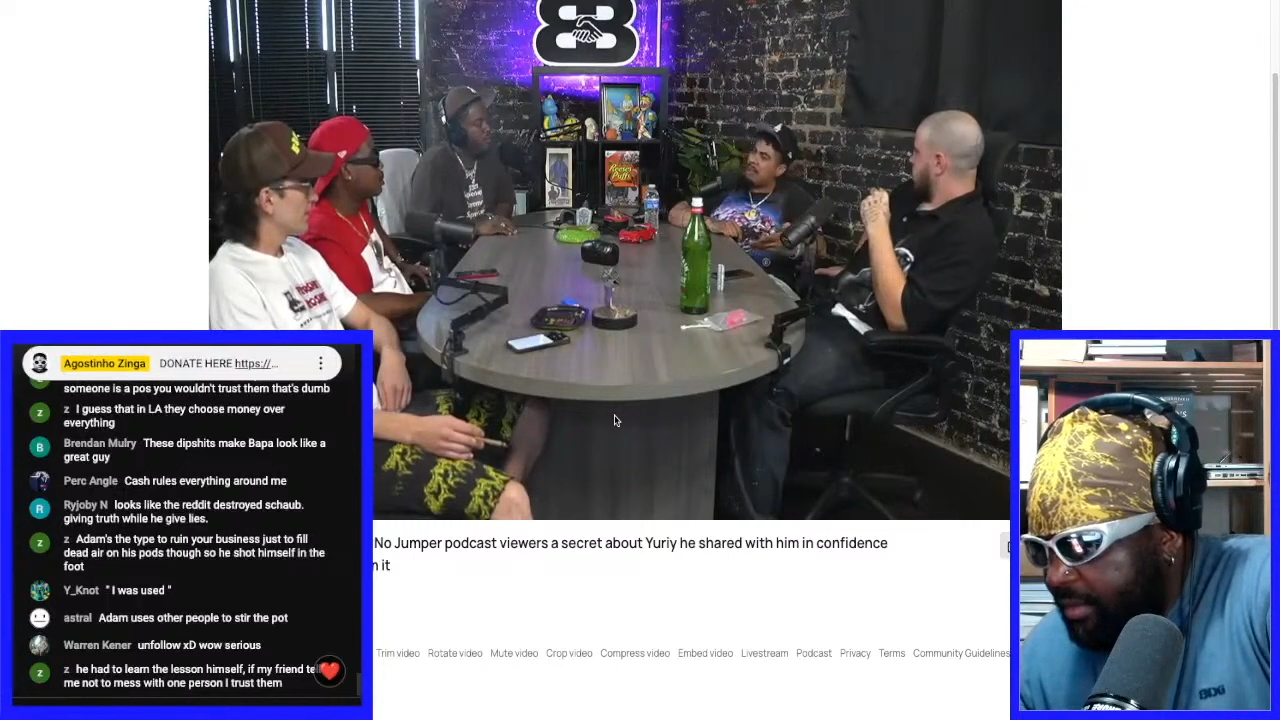 B
REESE'S
PUFFS
Agostinho Zinga DONATE HERE https://...
someone is a pos you wouldn't trust them that's dumb
z I guess that in LA they choose money over
everything
Brendan Mulry These dipshits make Bapa look like a
great guy
Perc Angle Cash rules everything around me
Ryjoby N looks like the reddit destroyed schaub.
giving truth while he give lies.
z Adam's the type to ruin your business just to fill
dead air on his pods though so he shot himself in the
foot
Y_Knot " I was used "
astral Adam uses other people to stir the pot
Warren Kener unfollow xD wow serious
z he had to learn the lesson himself, if my friend tel
me not to mess with one person I trust them
No Jumper podcast viewers a secret about Yuriy he shared with him in confidence
it
Trim video Rotate video Mute video Crop video Compress video Embed video Livestream Podcast Privacy Terms Community Guidelines